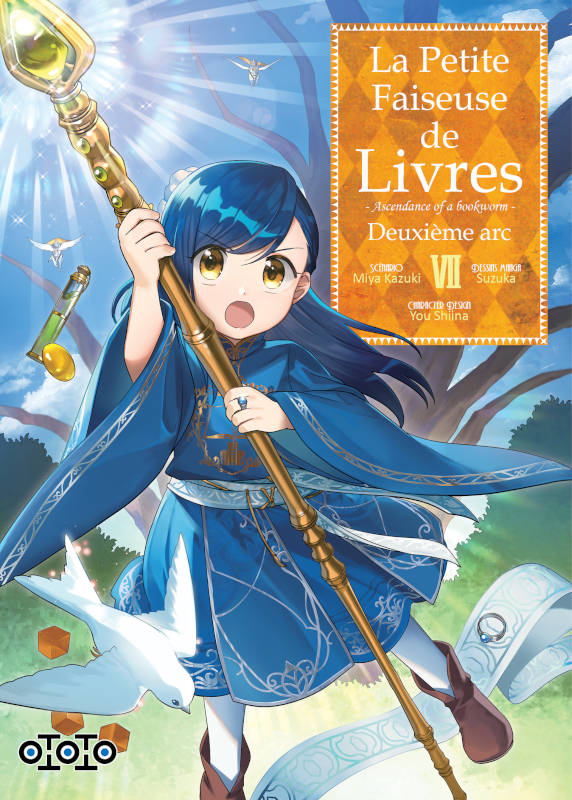 La Petite
Faiseuse
de
Livres
- Ascendance of a bookworm -
Deuxième arc
Scénario
Miya Kazuki
VII
Dessins manga
Suzuka
Character Design
You Shiina
OTOTO